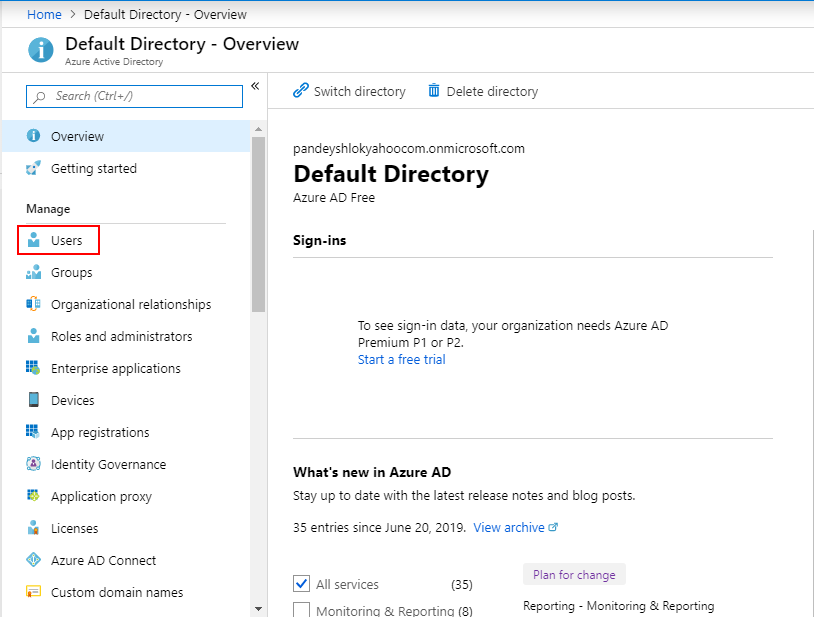 Home > Default Directory - Overview
Default Directory - Overview
Azure Active Directory
Search (Ctrl+/)
«
Overview
Getting started
Manage
Users
Groups
Organizational relationships
Roles and administrators
Enterprise applications
Devices
App registrations
Identity Governance
Application proxy
Licenses
Azure AD Connect
Custom domain names
Switch directory
Delete directory
pandeyshlokyahoocom.onmicrosoft.com
Default Directory
Azure AD Free
Sign-ins
To see sign-in data, your organization needs Azure AD
Premium P1 or P2.
Start a free trial
What's new in Azure AD
Stay up to date with the latest release notes and blog posts.
35 entries since June 20, 2019. View archive
All services (35)
Monitoring & Reporting (8)
Plan for change
Reporting - Monitoring & Reporting